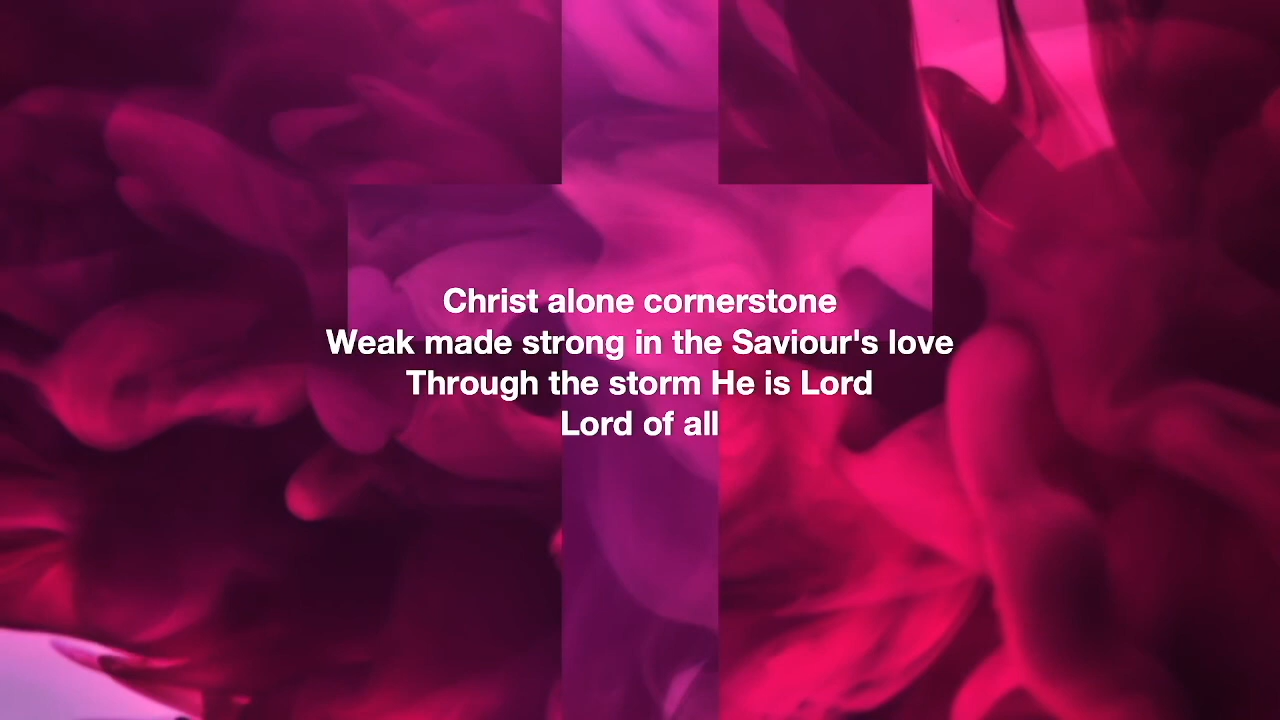 Christ alone cornerstone
Weak made strong in the Saviour's love
Through the storm He is Lord
Lord of all